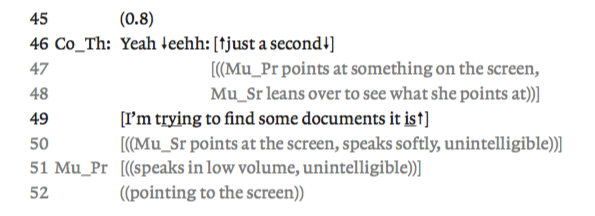 45 (0.8)
46 Co_Th: Yeah ↓eehh: [↑just a second↓]
47 [((Mu_Pr points at something on the screen,
48 Mu_Sr leans over to see what she points at))]
49 [I’m trying to find some documents it is↑]
50 [((Mu_Sr points at the screen, speaks softly, unintelligible))]
51 Mu_Pr [((speaks in low volume, unintelligible))]
52 ((pointing to the screen))